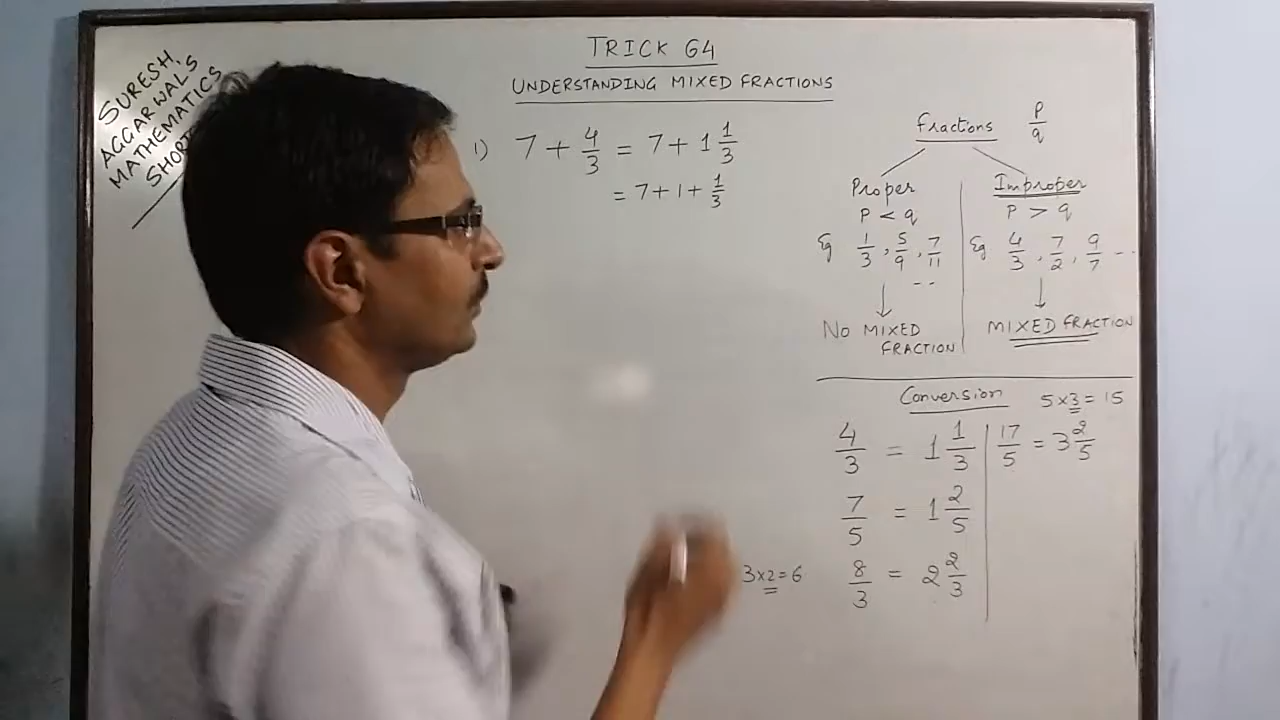 SURESH
AGGARWAL'S
MATHEMATICS
TRICK 64
UNDERSTANDING MIXED FRACTIONS
1) 7 + 4/3 = 7 + 1 1/3
= 7 + 1 + 1/3
Fractions P/q
Proper
P < q
Eg 1/3, 5/9, 7/11 --
NO MIXED
FRACTION
Improper
P > q
Eg 4/3, 7/2, 9/7 --
MIXED FRACTION
Conversion
5 x 3 = 15
4/3 = 1 1/3
17/5 = 3 2/5
7/5 = 1 2/5
3x2=6
8/3 = 2 2/3